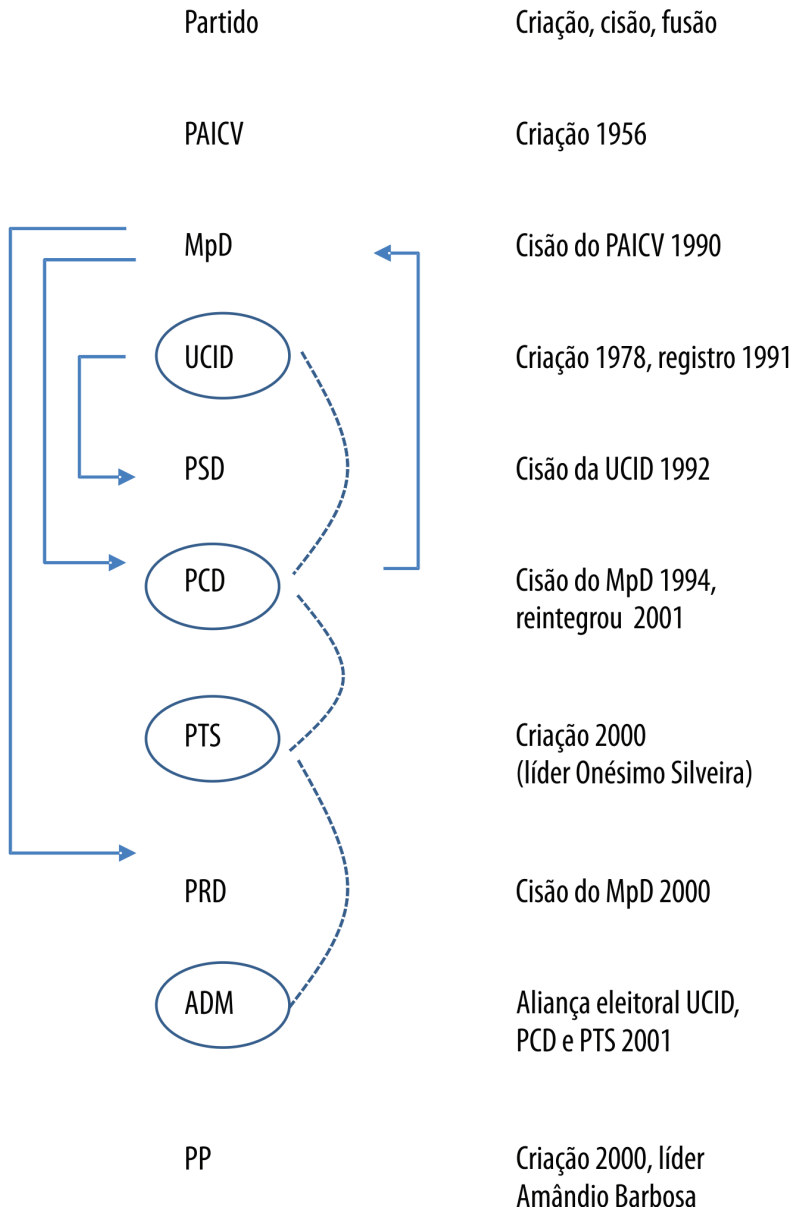 Partido Criação, cisão, fusão
PAICV Criação 1956
MpD Cisão do PAICV 1990
UCID Criação 1978, registro 1991
PSD Cisão da UCID 1992
PCD Cisão do MpD 1994,
reintegrou 2001
PTS Criação 2000
(líder Onésimo Silveira)
PRD Cisão do MpD 2000
ADM Aliança eleitoral UCID,
PCD e PTS 2001
PP Criação 2000, líder
Amândio Barbosa